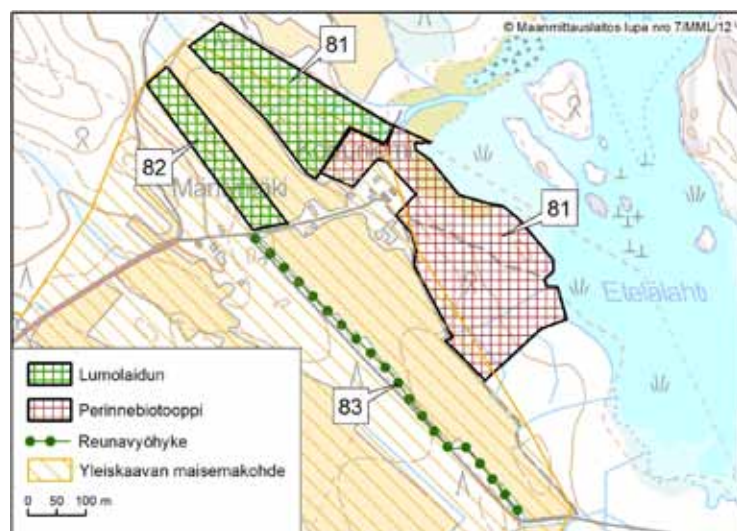 © Maanmittauslaitos lupa nro 7/MML/12
81
82
81
Etelälahti
83
Lumolaidun
Perinnebiotooppi
Reunavyöhyke
Yleiskaavan maisemakohde
0 50 100 m